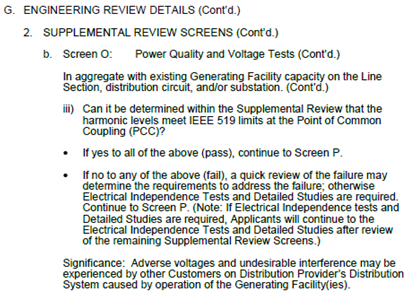 G. ENGINEERING REVIEW DETAILS (Cont'd.)
2. SUPPLEMENTAL REVIEW SCREENS (Cont'd.)
b. Screen O: Power Quality and Voltage Tests (Cont'd.)
In aggregate with existing Generating Facility capacity on the Line
Section, distribution circuit, and/or substation. (Cont'd.)
iii) Can it be determined within the Supplemental Review that the
harmonic levels meet IEEE 519 limits at the Point of Common
Coupling (PCC)?
• If yes to all of the above (pass), continue to Screen P.
• If no to any of the above (fail), a quick review of the failure may
determine the requirements to address the failure; otherwise
Electrical Independence Tests and Detailed Studies are required.
Continue to Screen P. (Note: If Electrical Independence tests and
Detailed Studies are required, Applicants will continue to the
Electrical Independence Tests and Detailed Studies after review
of the remaining Supplemental Review Screens.)
Significance: Adverse voltages and undesirable interference may be
experienced by other Customers on Distribution Provider's Distribution
System caused by operation of the Generating Facility(ies).